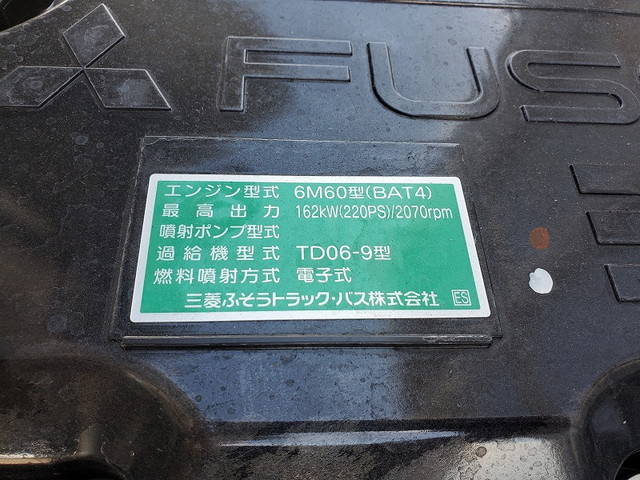 FUS
エンジン型式 6M60型(BAT4)
最高出力 162kW(220PS)/2070rpm
噴射ポンプ型式
過給機型式 TD06-9型
燃料噴射方式 電子式
三菱ふそうトラック・バス株式会社 ES